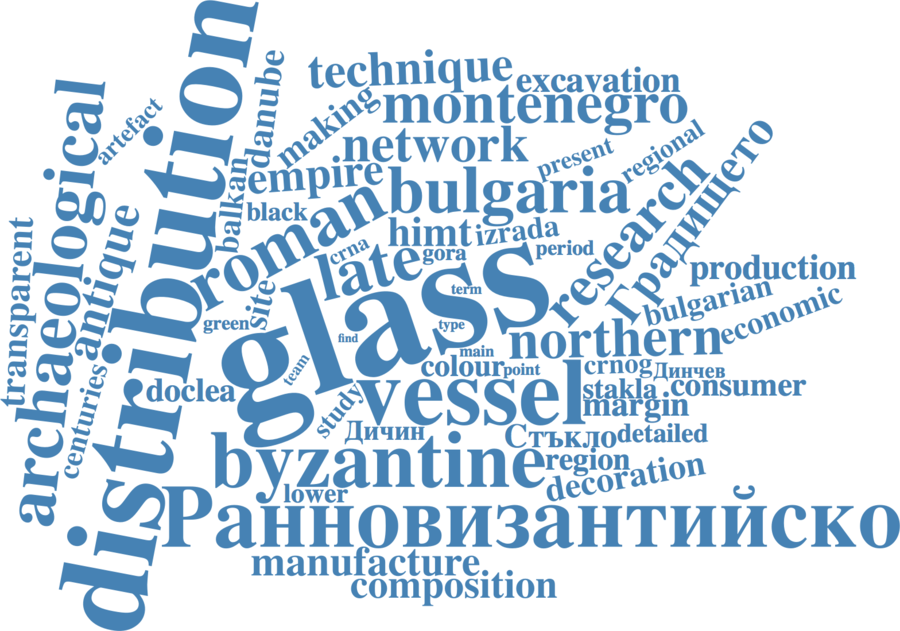 technique
excavation
making
montenegro
danube
artefact
network
present
regional
archaeological
distribution
balkan
empire
bulgaria
research
Градището
black
roman
himt
izrada
antique
crna
gora
period
late
transparent
production
site
glass
term
bulgarian
economic
green
type
northern
find
main
team
colour
point
crnog
Динчев
doclea
vessel
stakla
consumer
centuries
study
margin
Дичин
Стъкло
detailed
byzantine
region
decoration
lower
Ранновизантийско
manufacture
composition